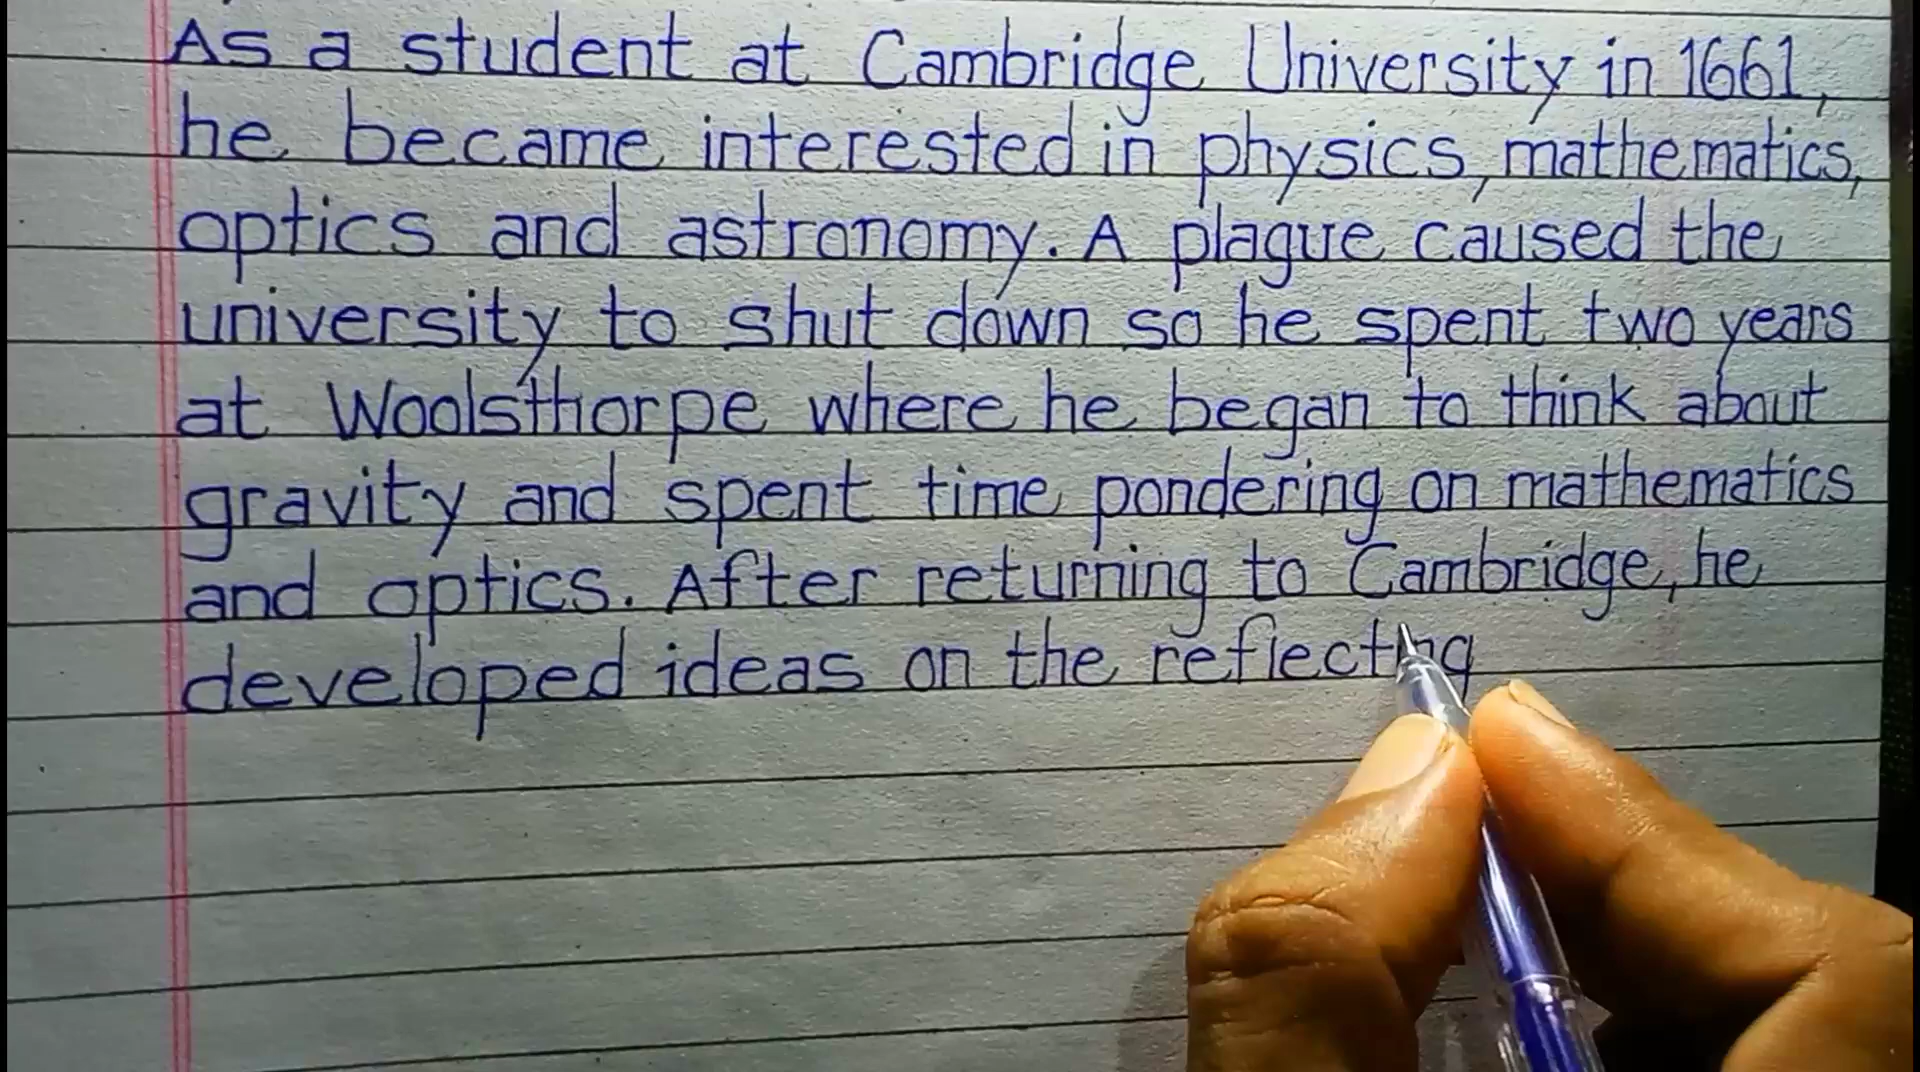 As a student at Cambridge University in 1661,
he became interested in physics, mathematics,
optics and astronomy. A plague caused the
university to shut down so he spent two years
at Woolsthorpe where he began to think about
gravity and spent time pondering on mathematics
and optics. After returning to Cambridge, he
developed ideas on the reflecting